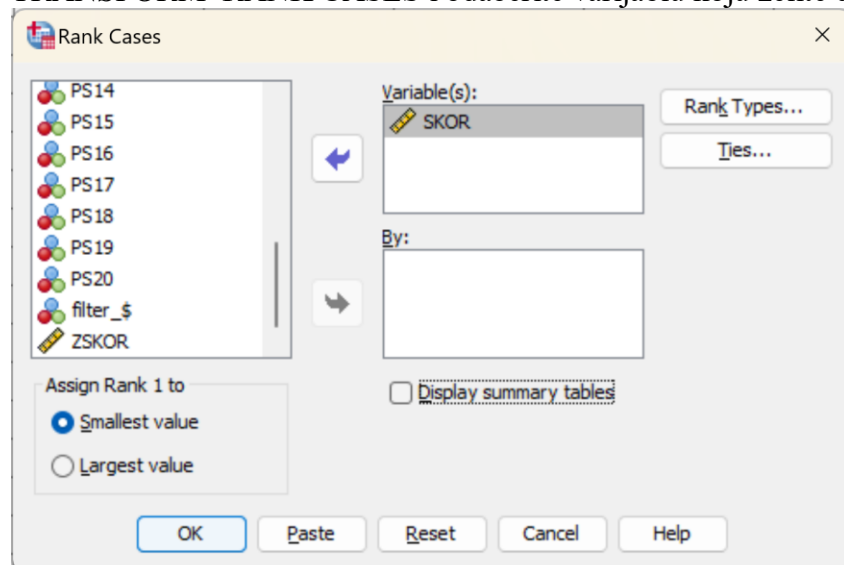 Rank Cases
PS14
PS15
PS16
PS17
PS18
PS19
PS20
filter_$
ZSKOR
Variable(s):
SKOR
By:
Rank Types...
Ties...
Assign Rank 1 to
Smallest value
Largest value
Display summary tables
OK
Paste
Reset
Cancel
Help